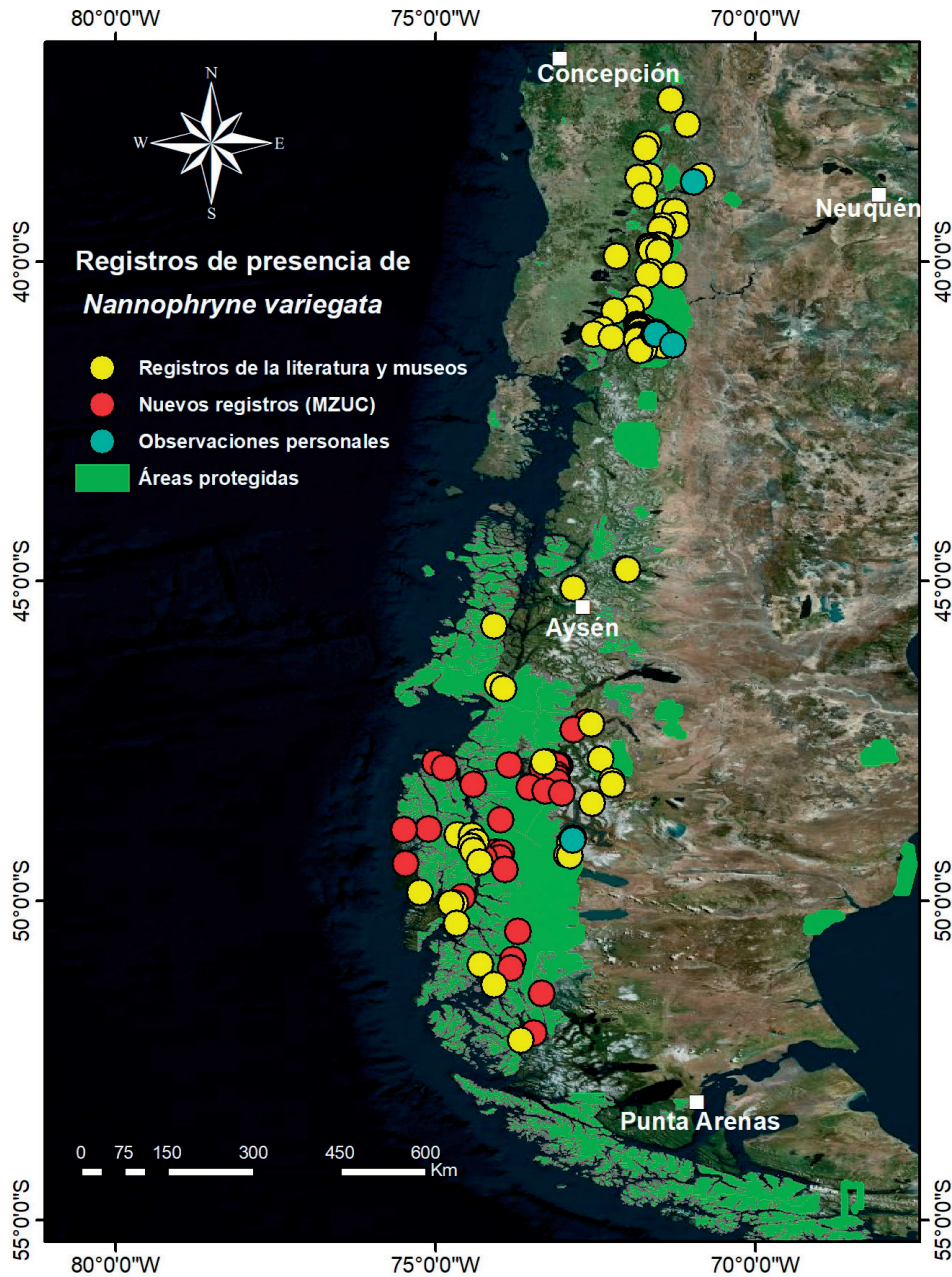 80°0'0"W 75°0'0"W 70°0'0"W
Concepción
N
W E
S
Neuquén
40°0'0"S 40°0'0"S
Registros de presencia de
Nannophryne variegata
Registros de la literatura y museos
Nuevos registros (MZUC)
Observaciones personales
Áreas protegidas
45°0'0"S 45°0'0"S
Aysén
50°0'0"S 50°0'0"S
Punta Arenas
0 75 150 300 450 600
Km
55°0'0"S 55°0'0"S
80°0'0"W 75°0'0"W 70°0'0"W